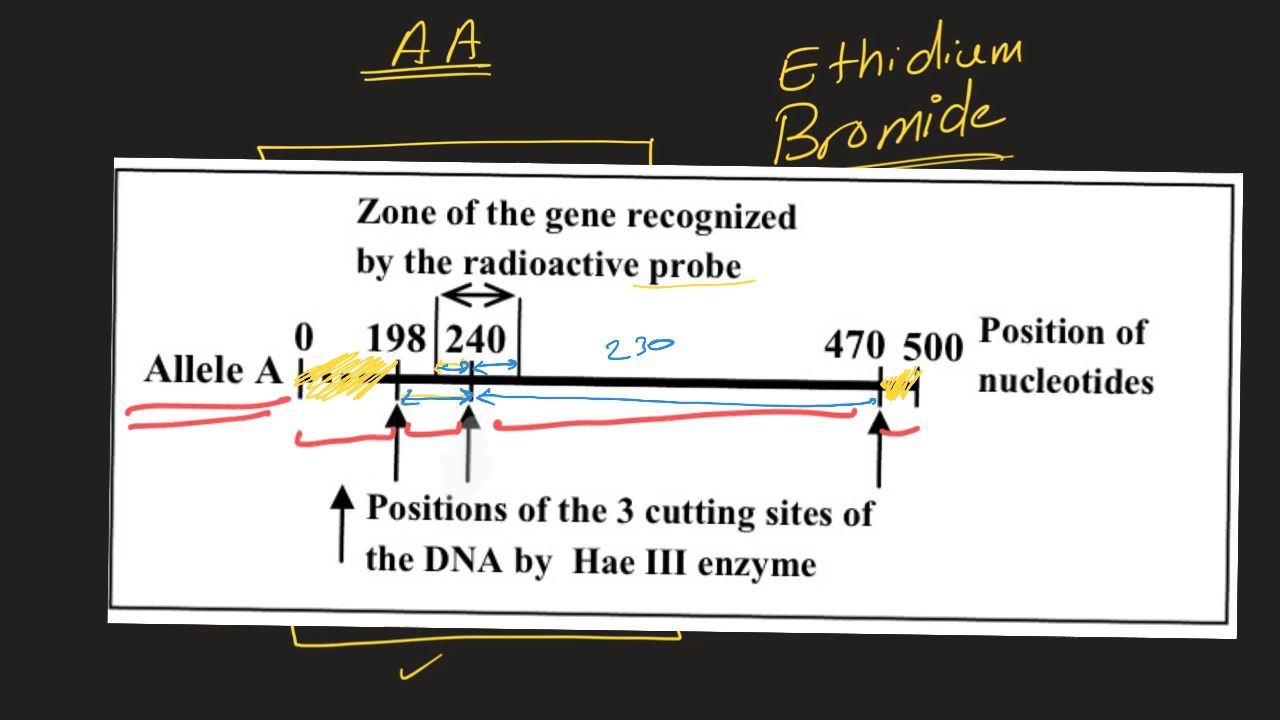 AA
Ethidium
Bromide
Zone of the gene recognized
by the radioactive probe
0 198 240 230 470 500 Position of
Allele A nucleotides
Positions of the 3 cutting sites of
the DNA by Hae III enzyme